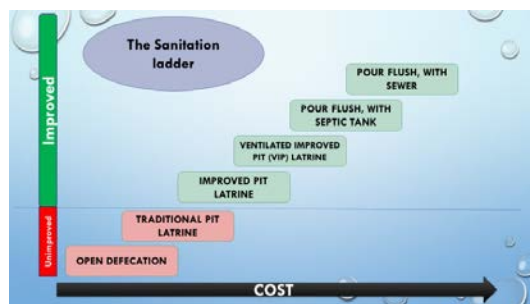 The Sanitation
ladder
POUR FLUSH, WITH
SEWER
POUR FLUSH, WITH
SEPTIC TANK
VENTILATED IMPROVED
PIT (VIP) LATRINE
IMPROVED PIT
LATRINE
TRADITIONAL PIT
LATRINE
OPEN DEFECATION
Improved
Unimproved
COST